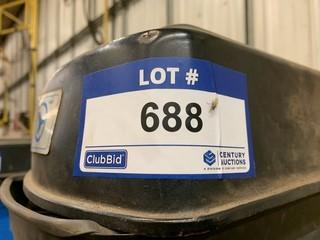 LOT #
688
ClubBid
CENTURY
AUCTIONS